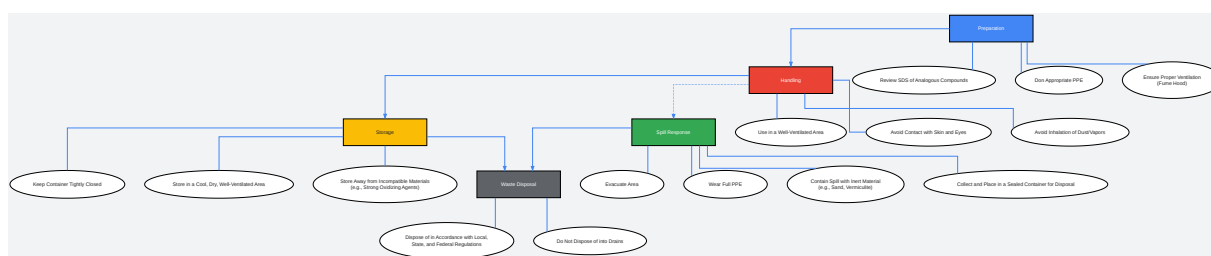 Preparation
Review SDS of Analogous Compounds
Don Appropriate PPE
Ensure Proper Ventilation
(Fume Hood)
Handling
Use in a Well-Ventilated Area
Avoid Contact with Skin and Eyes
Avoid Inhalation of Dust/Vapors
Storage
Spill Response
Keep Container Tightly Closed
Store in a Cool, Dry, Well-Ventilated Area
Store Away from Incompatible Materials
(e.g., Strong Oxidizing Agents)
Waste Disposal
Evacuate Area
Wear Full PPE
Contain Spill with Inert Material
(e.g., Sand, Vermiculite)
Collect and Place in a Sealed Container for Disposal
Dispose of in Accordance with Local,
State, and Federal Regulations
Do Not Dispose of into Drains